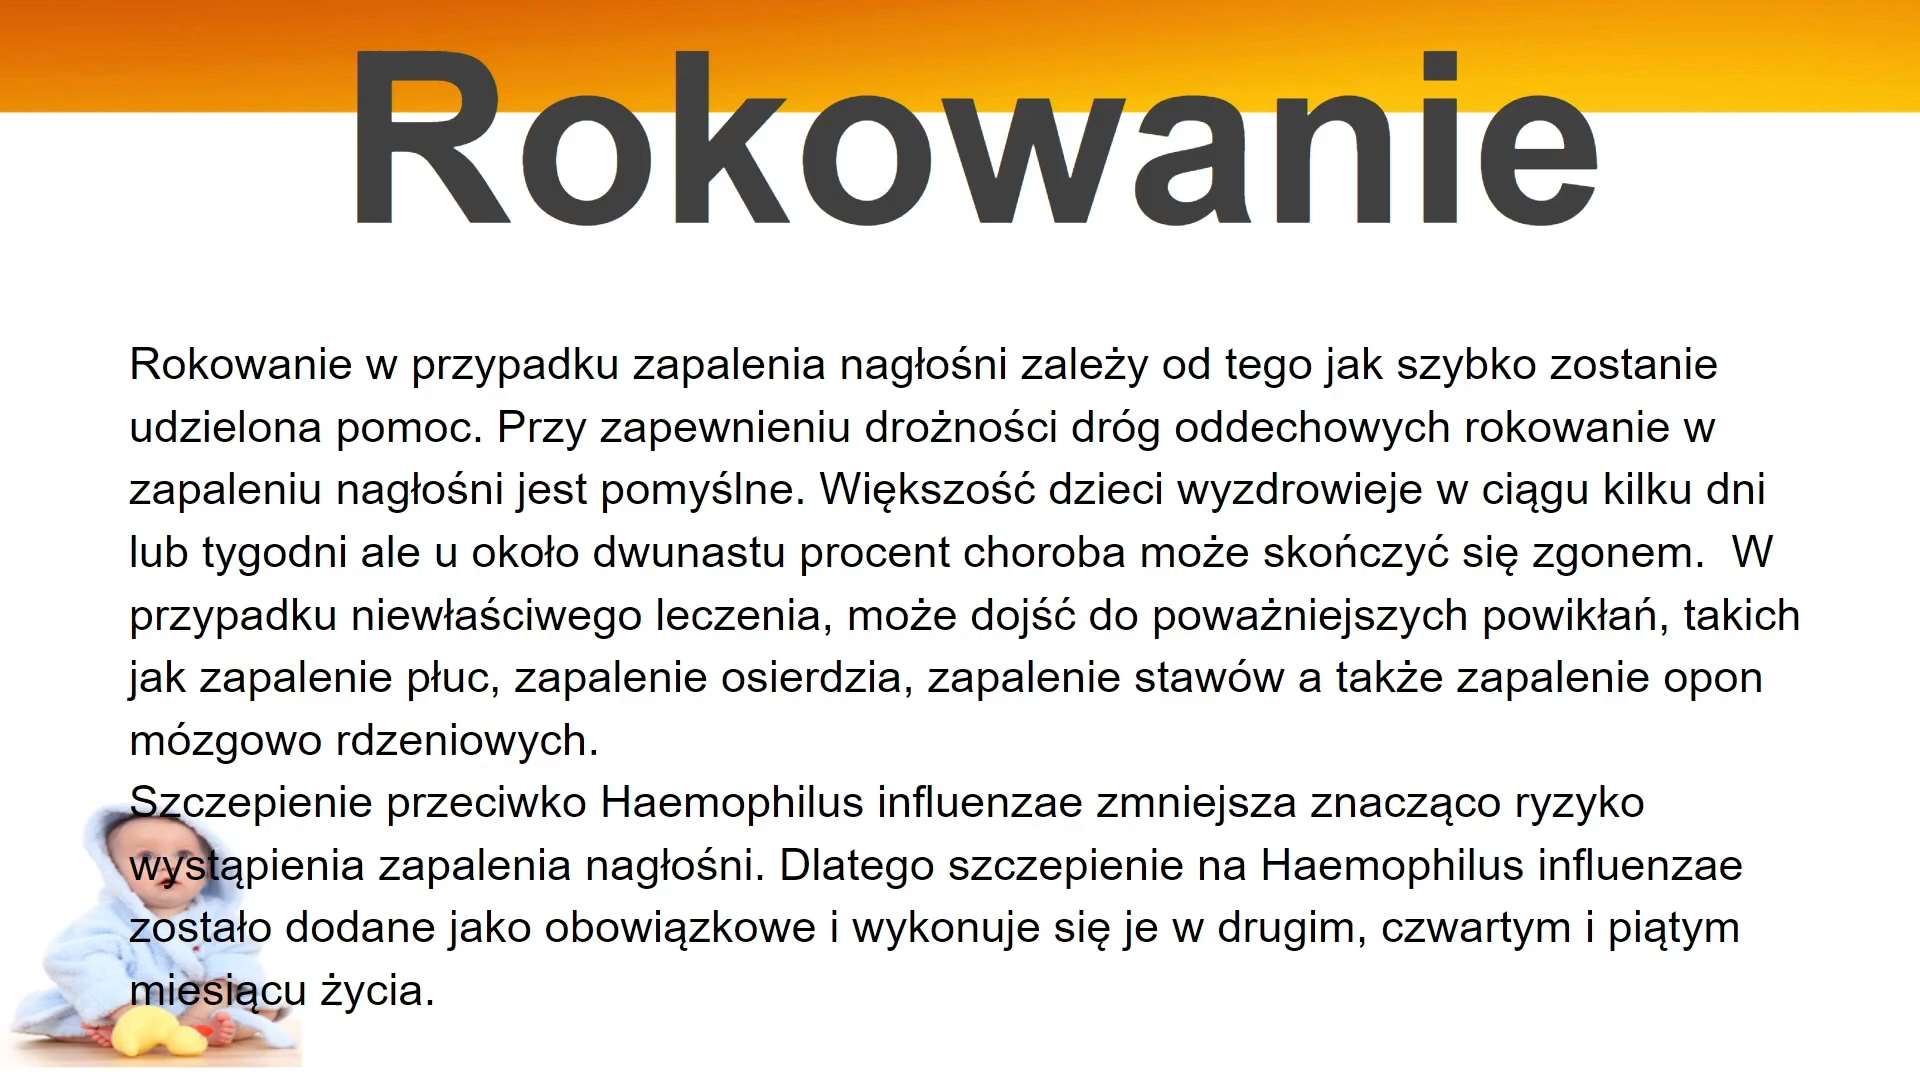 Rokowanie
Rokowanie w przypadku zapalenia nagłośni zależy od tego jak szybko zostanie
udzielona pomoc. Przy zapewnieniu drożności dróg oddechowych rokowanie w
zapaleniu nagłośni jest pomyślne. Większość dzieci wyzdrowieje w ciągu kilku dni
lub tygodni ale u około dwunastu procent choroba może skończyć się zgonem.  W
przypadku niewłaściwego leczenia, może dojść do poważniejszych powikłań, takich
jak zapalenie płuc, zapalenie osierdzia, zapalenie stawów a także zapalenie opon
mózgowo rdzeniowych.
Szczepienie przeciwko Haemophilus influenzae zmniejsza znacząco ryzyko
wystąpienia zapalenia nagłośni. Dlatego szczepienie na Haemophilus influenzae
zostało dodane jako obowiązkowe i wykonuje się je w drugim, czwartym i piątym
miesiącu życia.